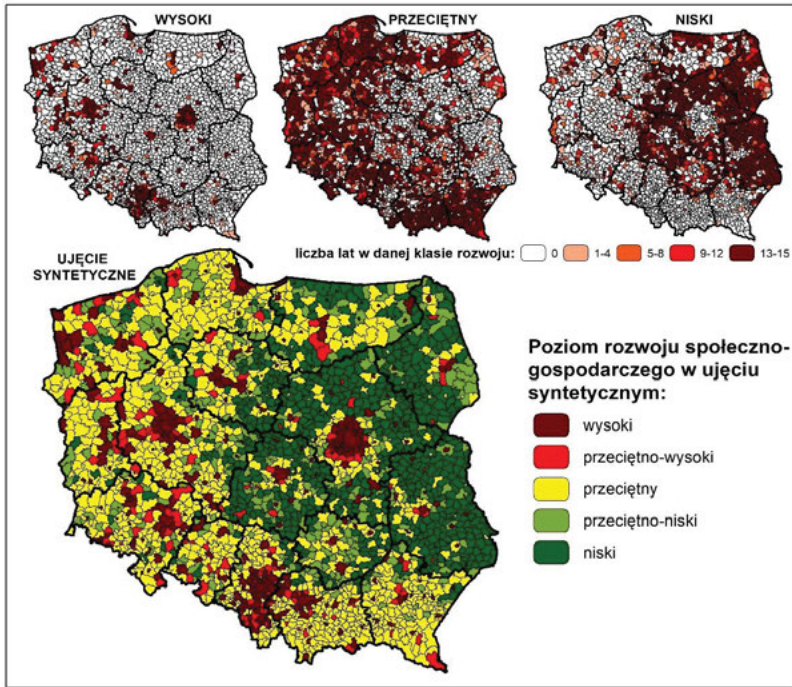 WYSOKI
PRZECIĘTNY
NISKI
liczba lat w danej klasie rozwoju: 0 1-4 5-8 9-12 13-15
UJĘCIE
SYNTETYCZNE
Poziom rozwoju społeczno-
gospodarczego w ujęciu
syntetycznym:
wysoki
przeciętno-wysoki
przeciętny
przeciętno-niski
niski